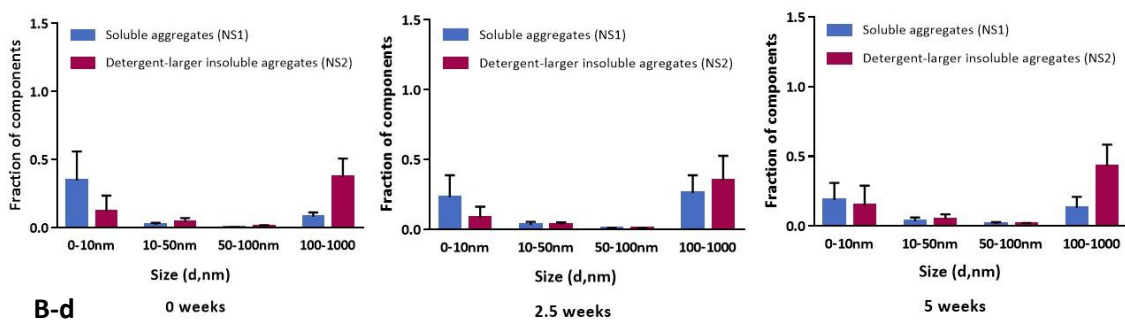 1.5
Soluble aggregates (NS1)
Detergent-larger insoluble agregates (NS2)
1.0
0.5
0.0
Fraction of components
0-10nm 10-50nm 50-100nm 100-1000
Size (d,nm)
0 weeks
1.5
Soluble aggregates (NS1)
Detergent-larger insoluble agregates (NS2)
1.0
0.5
0.0
Fraction of components
0-10nm 10-50nm 50-100nm 100-1000
Size (d,nm)
2.5 weeks
1.5
Soluble aggregates (NS1)
Detergent-larger insoluble agregates (NS2)
1.0
0.5
0.0
Fraction of components
0-10nm 10-50nm 50-100nm 100-1000
Size (d,nm)
5 weeks
B-d